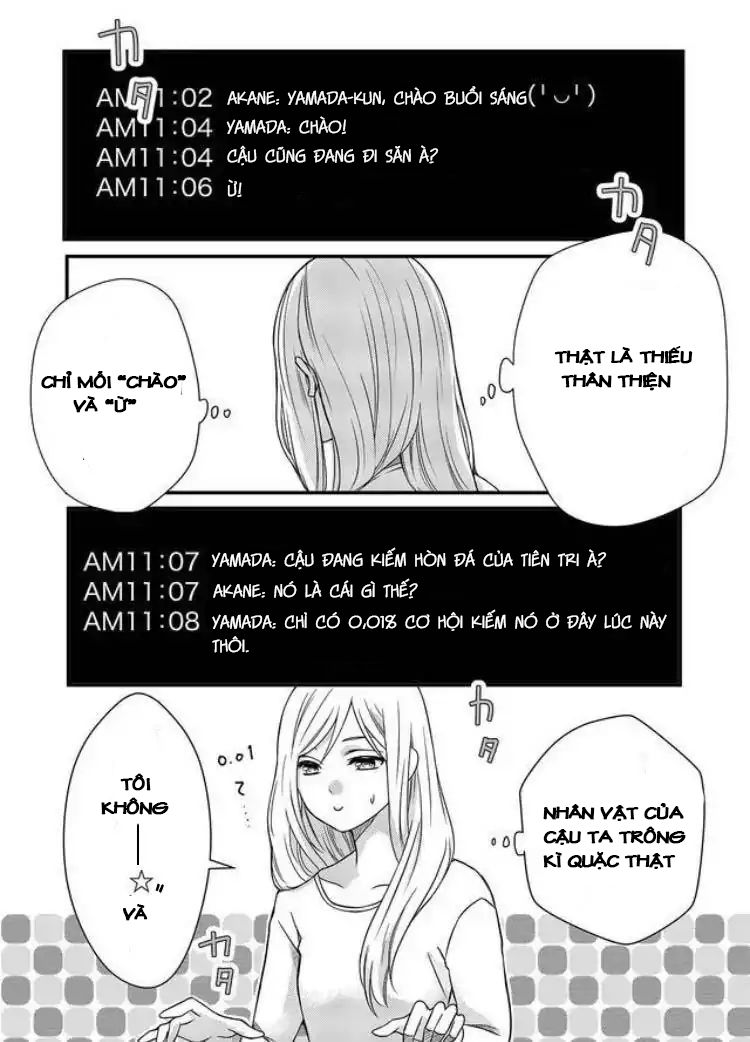 カタ
AM11:02 AKANE: YAMADA-KUN, CHÀO BUỔI SÁNG('◡')
AM11:04 YAMADA: CHÀO!
AM11:04 CẬU CŨNG ĐANG ĐI SĂN À?
AM11:06 Ừ!
カタ
THẬT LÀ THIẾU
THÂN THIỆN
CHỈ MỖI "CHÀO"
VÀ "Ừ"
AM11:07 YAMADA: CẬU ĐANG KIẾM HÒN ĐÁ CỦA TIÊN TRI À?
AM11:07 AKANE: NÓ LÀ CÁI GÌ THẾ?
AM11:08 YAMADA: CHỈ CÓ 0,01% CƠ HỘI KIẾM NÓ Ở ĐÂY LÚC NÀY
THÔI.
カタ
NHÂN VẬT CỦA
CẬU TA TRÔNG
KÌ QUẶC THẬT
0.01
て…
TÔI
KHÔNG
—
☆"
VÀ
カタ